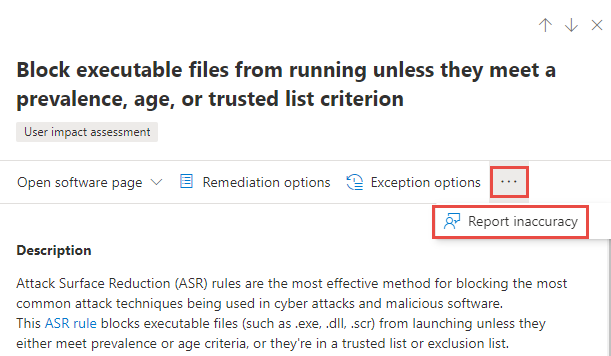 Block executable files from running unless they meet a
prevalence, age, or trusted list criterion
User impact assessment
Open software page Remediation options Exception options ...
Report inaccuracy
Description
Attack Surface Reduction (ASR) rules are the most effective method for blocking the most
common attack techniques being used in cyber attacks and malicious software.
This ASR rule blocks executable files (such as .exe, .dll, .scr) from launching unless they
either meet prevalence or age criteria, or they're in a trusted list or exclusion list.